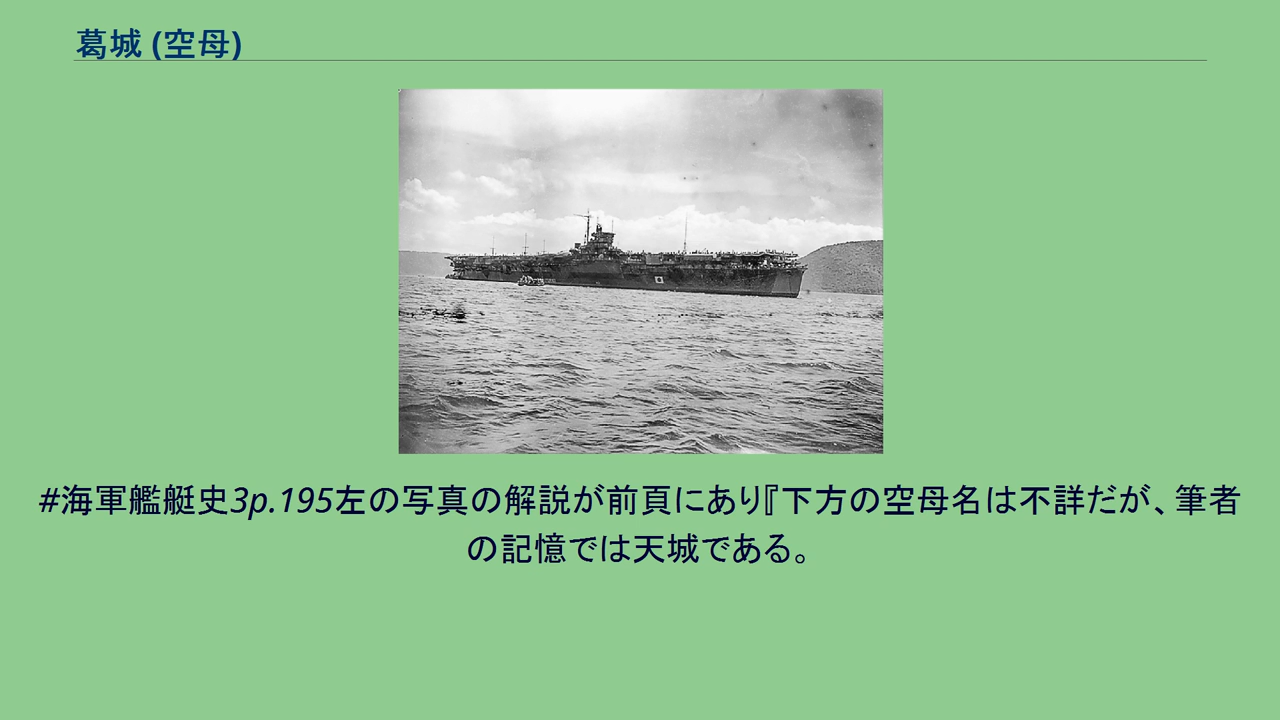 葛城 (空母)
#海軍艦艇史3p.195左の写真の解説が前頁にあり『下方の空母名は不詳だが、筆者
の記憶では天城である。